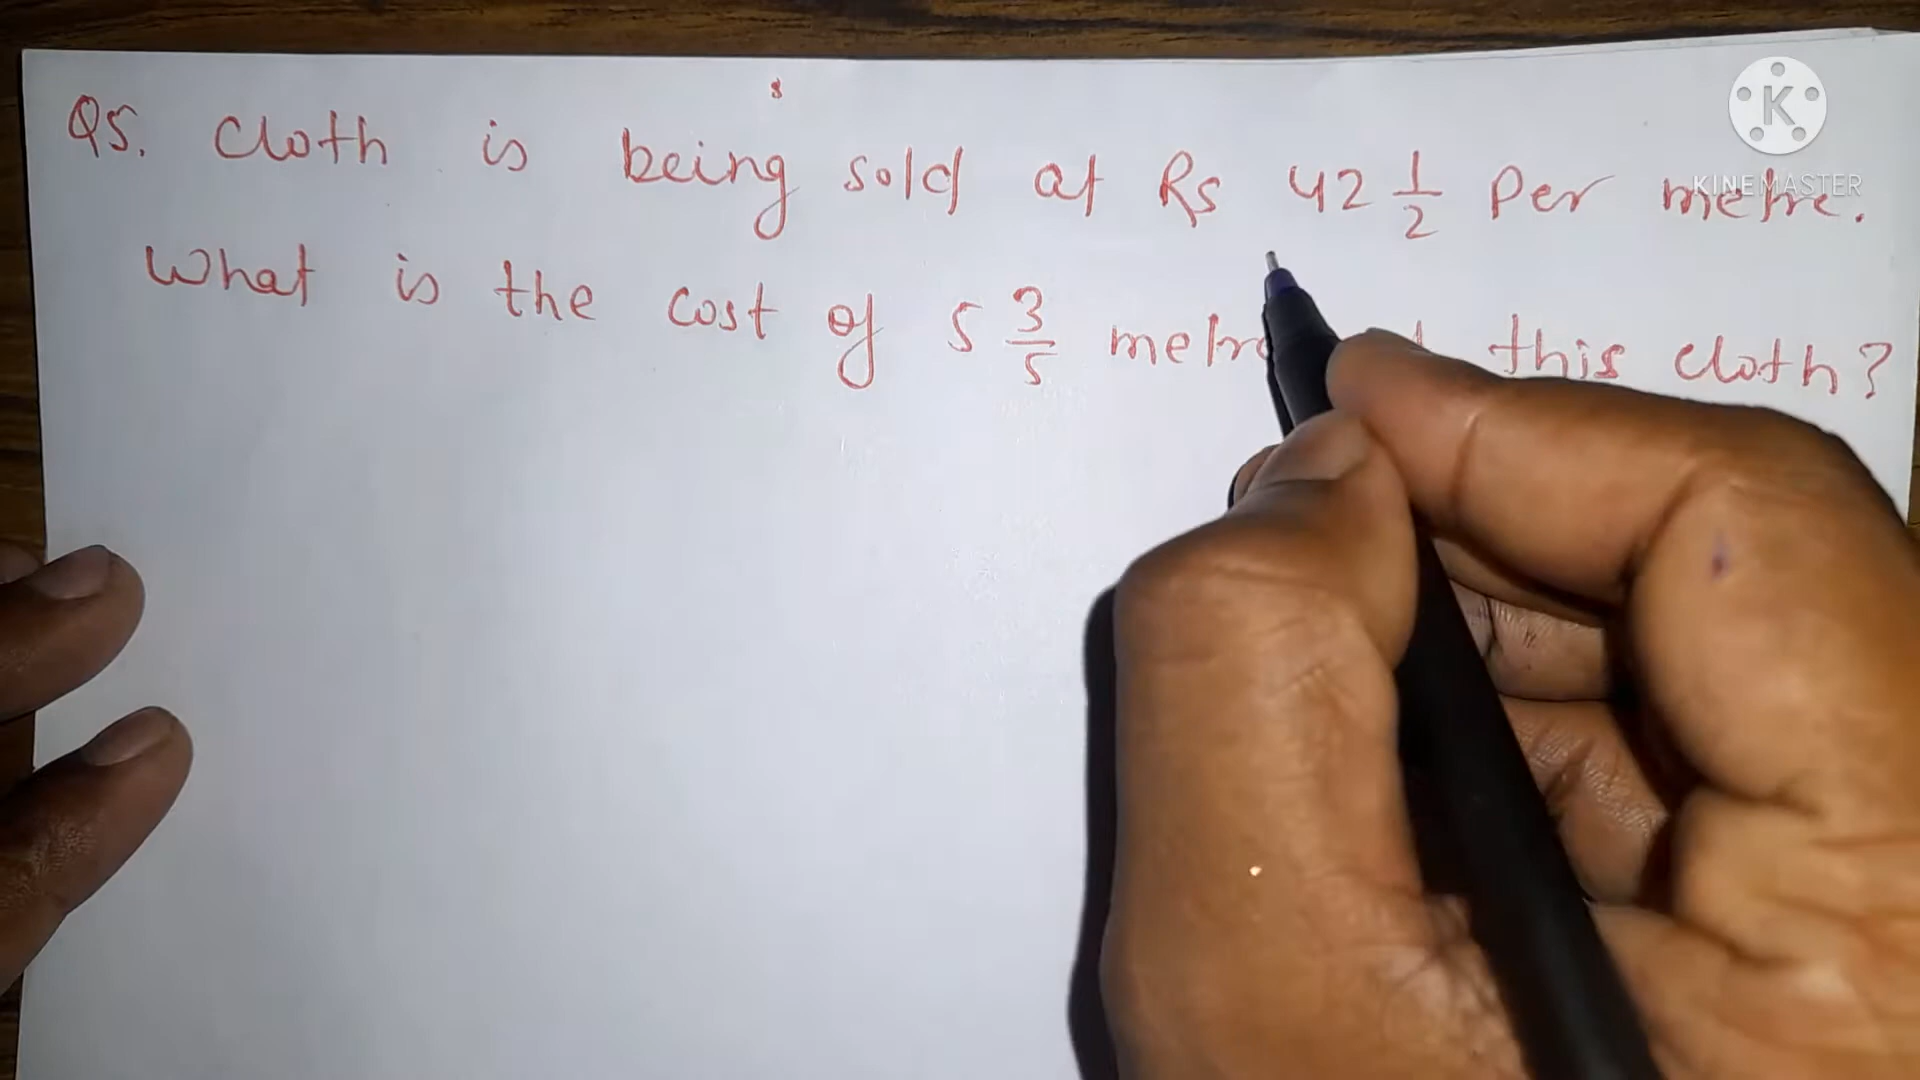 Q5. Cloth is being sold at Rs 42 1/2 Per metre.
What is the cost of 5 3/5 this cloth?
K
KINEMASTER